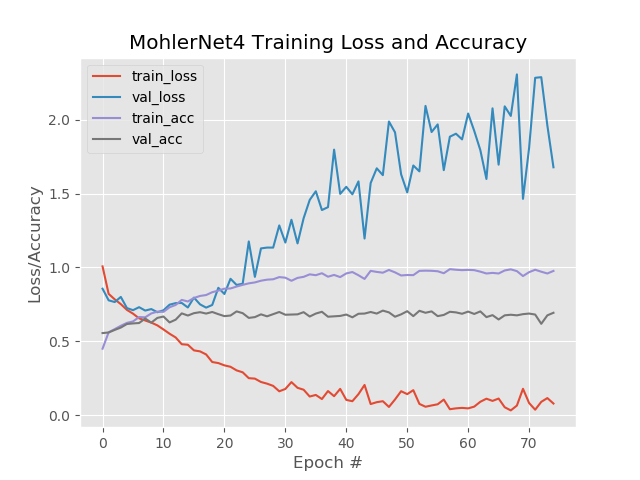 MohlerNet4 Training Loss and Accuracy
train_loss
val_loss
train_acc
val_acc
Loss/Accuracy
2.0
1.5
1.0
0.5
0.0
0 10 20 30 40 50 60 70
Epoch #